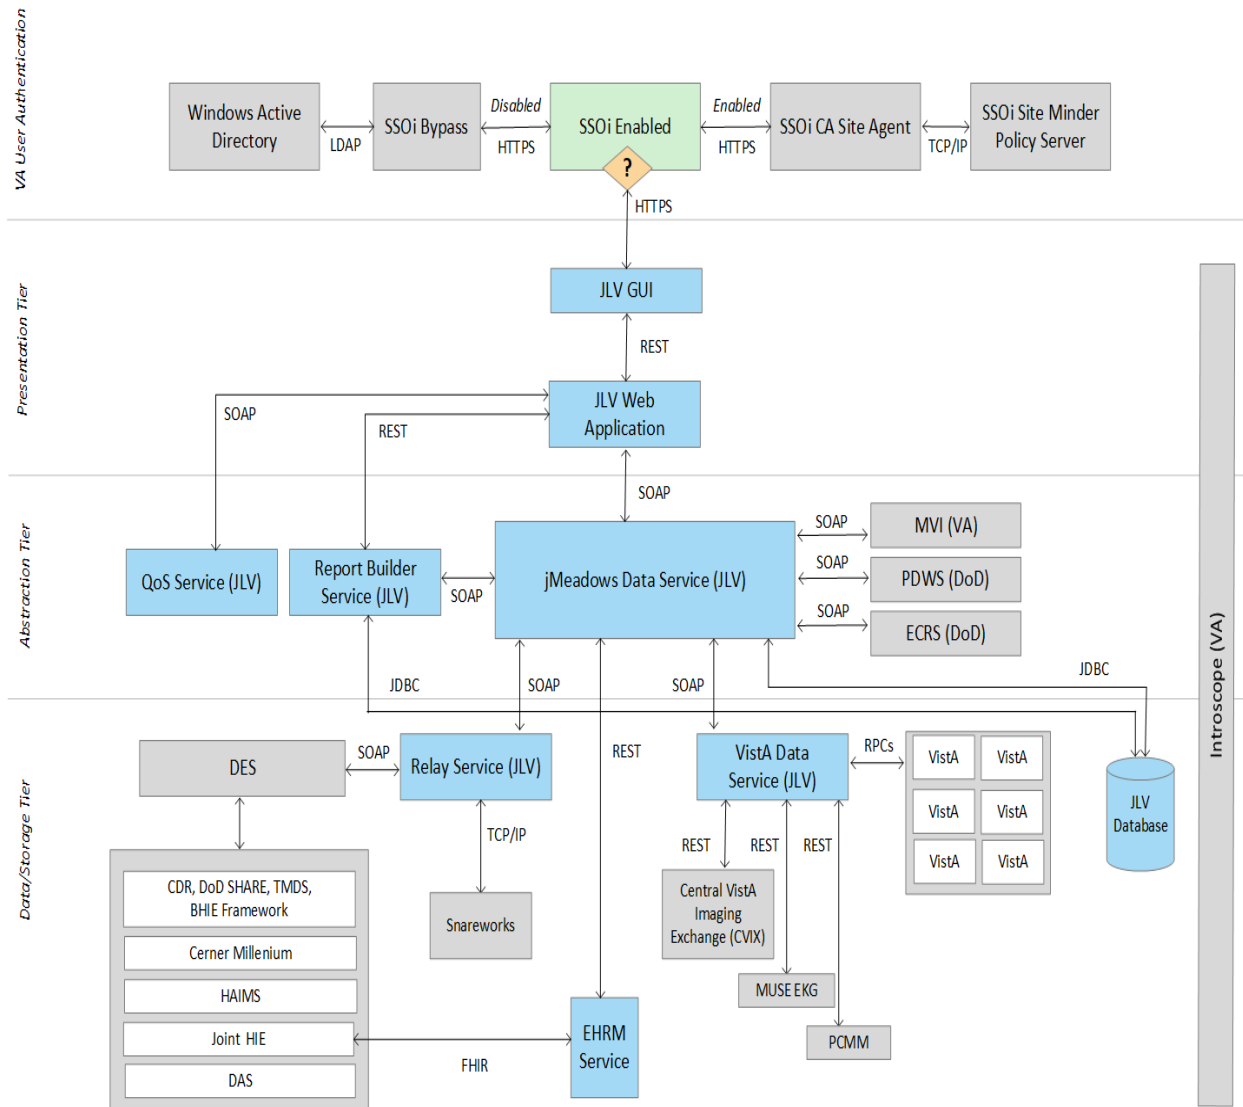 VA User Authentication
Windows Active
Directory
LDAP
SSOi Bypass
Disabled
HTTPS
SSOi Enabled
?
Enabled
HTTPS
SSOi CA Site Agent
TCP/IP
SSOi Site Minder
Policy Server
HTTPS
Presentation Tier
JLV GUI
REST
JLV Web
Application
SOAP
REST
SOAP
Abstraction Tier
QoS Service (JLV)
Report Builder
Service (JLV)
SOAP
jMeadows Data Service (JLV)
SOAP
MVI (VA)
SOAP
PDWS (DoD)
SOAP
ECRS (DoD)
JDBC
SOAP
SOAP
JDBC
Introscope (VA)
Data/Storage Tier
DES
SOAP
Relay Service (JLV)
REST
VistA Data
Service (JLV)
RPCs
VistA
VistA
VistA
VistA
VistA
VistA
JLV
Database
TCP/IP
REST
REST
REST
CDR, DoD SHARE, TMDS,
BHIE Framework
Cerner Millenium
HAIMS
Joint HIE
DAS
Snareworks
Central VistA
Imaging
Exchange (CVIX)
MUSE EKG
PCMM
FHIR
EHRM
Service